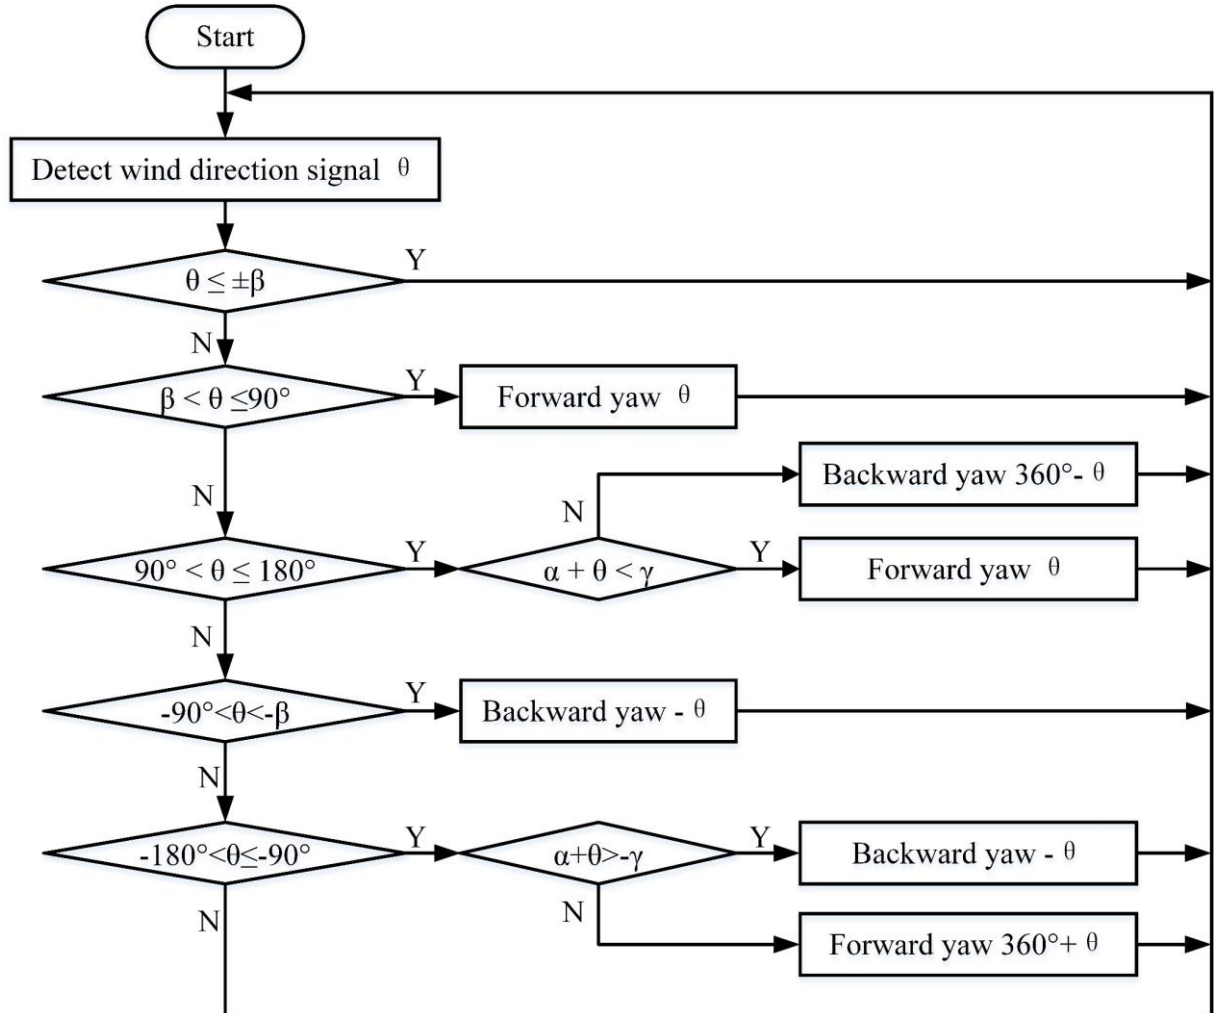 Start
Detect wind direction signal θ
θ ≤ ±β
Y
N
β < θ ≤90°
Y
Forward yaw θ
N
Backward yaw 360°- θ
N
90° < θ ≤ 180°
Y
α + θ < γ
Y
Forward yaw θ
N
-90°<θ<-β
Y
Backward yaw - θ
N
-180°<θ≤-90°
Y
α+θ>-γ
Y
Backward yaw - θ
N
N
Forward yaw 360°+ θ